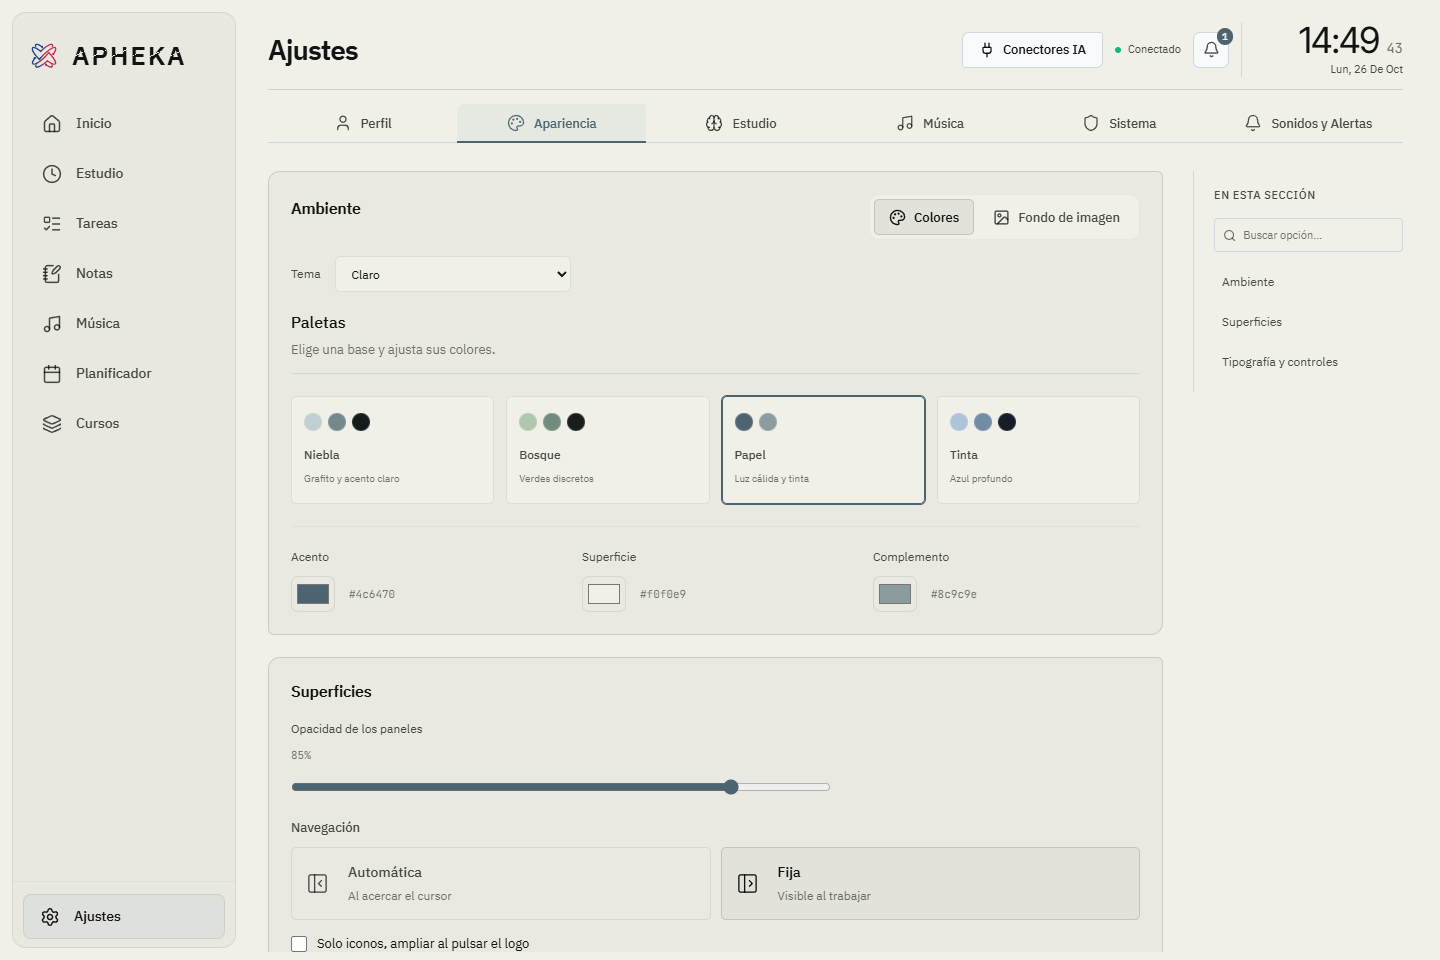 APHEKA
Inicio
Estudio
Tareas
Notas
Música
Planificador
Cursos
Ajustes
Ajustes
Conectores IA
Conectado
1
14:49 43
Lun, 26 De Oct
Perfil
Apariencia
Estudio
Música
Sistema
Sonidos y Alertas
Ambiente
Colores
Fondo de imagen
Tema
Claro
Paletas
Elige una base y ajusta sus colores.
Niebla
Grafito y acento claro
Bosque
Verdes discretos
Papel
Luz cálida y tinta
Tinta
Azul profundo
Acento
#4c6470
Superficie
#f0f0e9
Complemento
#8c9c9e
Superficies
Opacidad de los paneles
85%
Navegación
Automática
Al acercar el cursor
Fija
Visible al trabajar
Solo iconos, ampliar al pulsar el logo
EN ESTA SECCIÓN
Buscar opción...
Ambiente
Superficies
Tipografía y controles